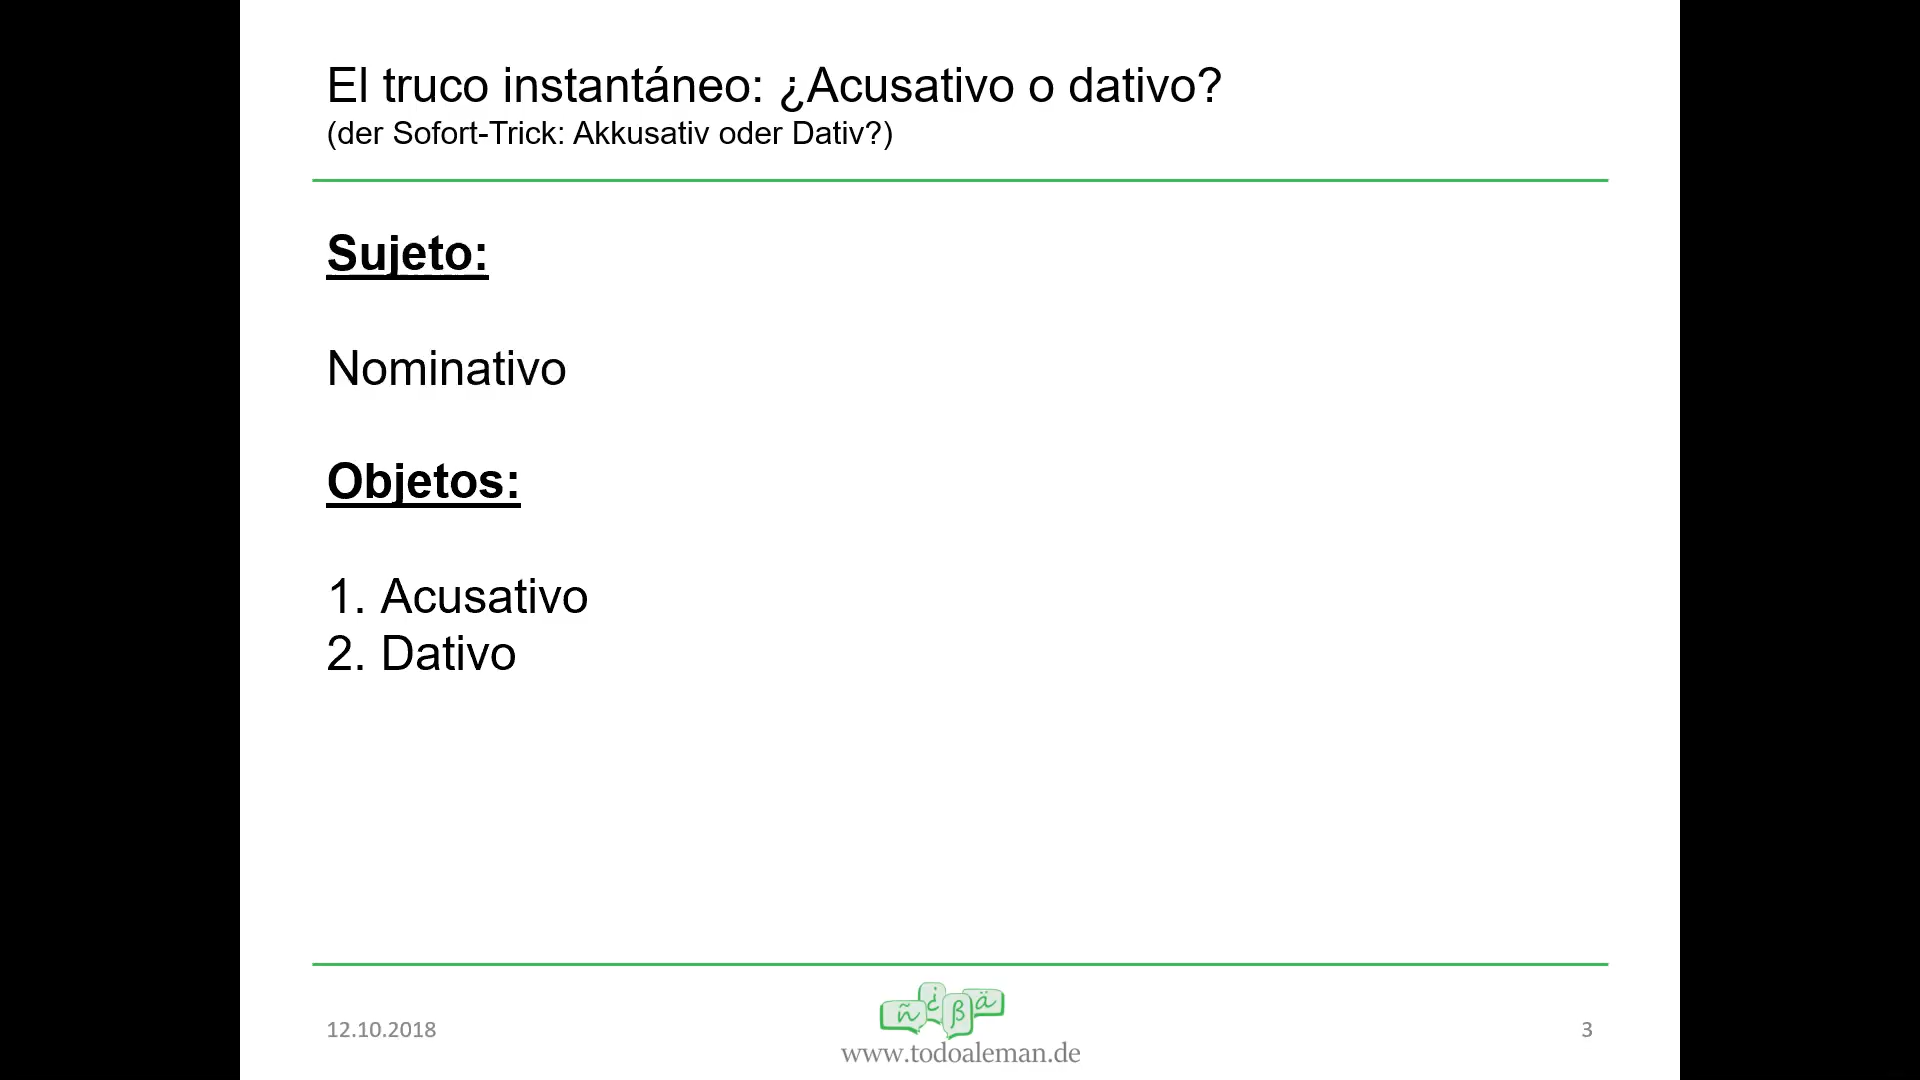 El truco instantáneo: ¿Acusativo o dativo?
(der Sofort-Trick: Akkusativ oder Dativ?)
Sujeto:
Nominativo
Objetos:
1. Acusativo
2. Dativo
12.10.2018
ñ ¿ ß ä
www.todoaleman.de
3